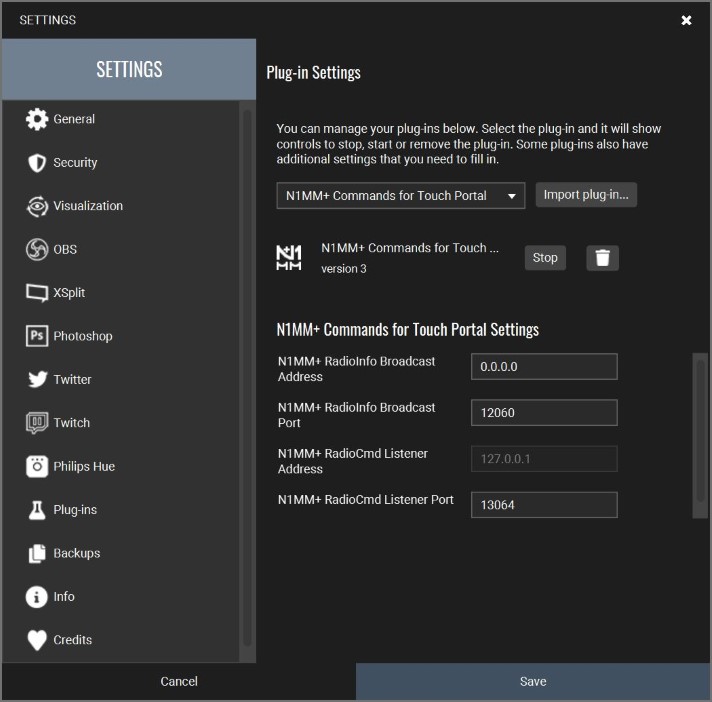 SETTINGS
SETTINGS
General
Security
Visualization
OBS
XSplit
Ps
Photoshop
Twitter
Twitch
Philips Hue
Plug-ins
Backups
Info
Credits
Plug-in Settings
You can manage your plug-ins below. Select the plug-in and it will show
controls to stop, start or remove the plug-in. Some plug-ins also have
additional settings that you need to fill in.
N1MM+ Commands for Touch Portal
Import plug-in...
N+1
MM
N1MM+ Commands for Touch ...
version 3
Stop
N1MM+ Commands for Touch Portal Settings
N1MM+ RadioInfo Broadcast
Address
0.0.0.0
N1MM+ RadioInfo Broadcast
Port
12060
N1MM+ RadioCmd Listener
Address
127.0.0.1
N1MM+ RadioCmd Listener Port
13064
Cancel
Save